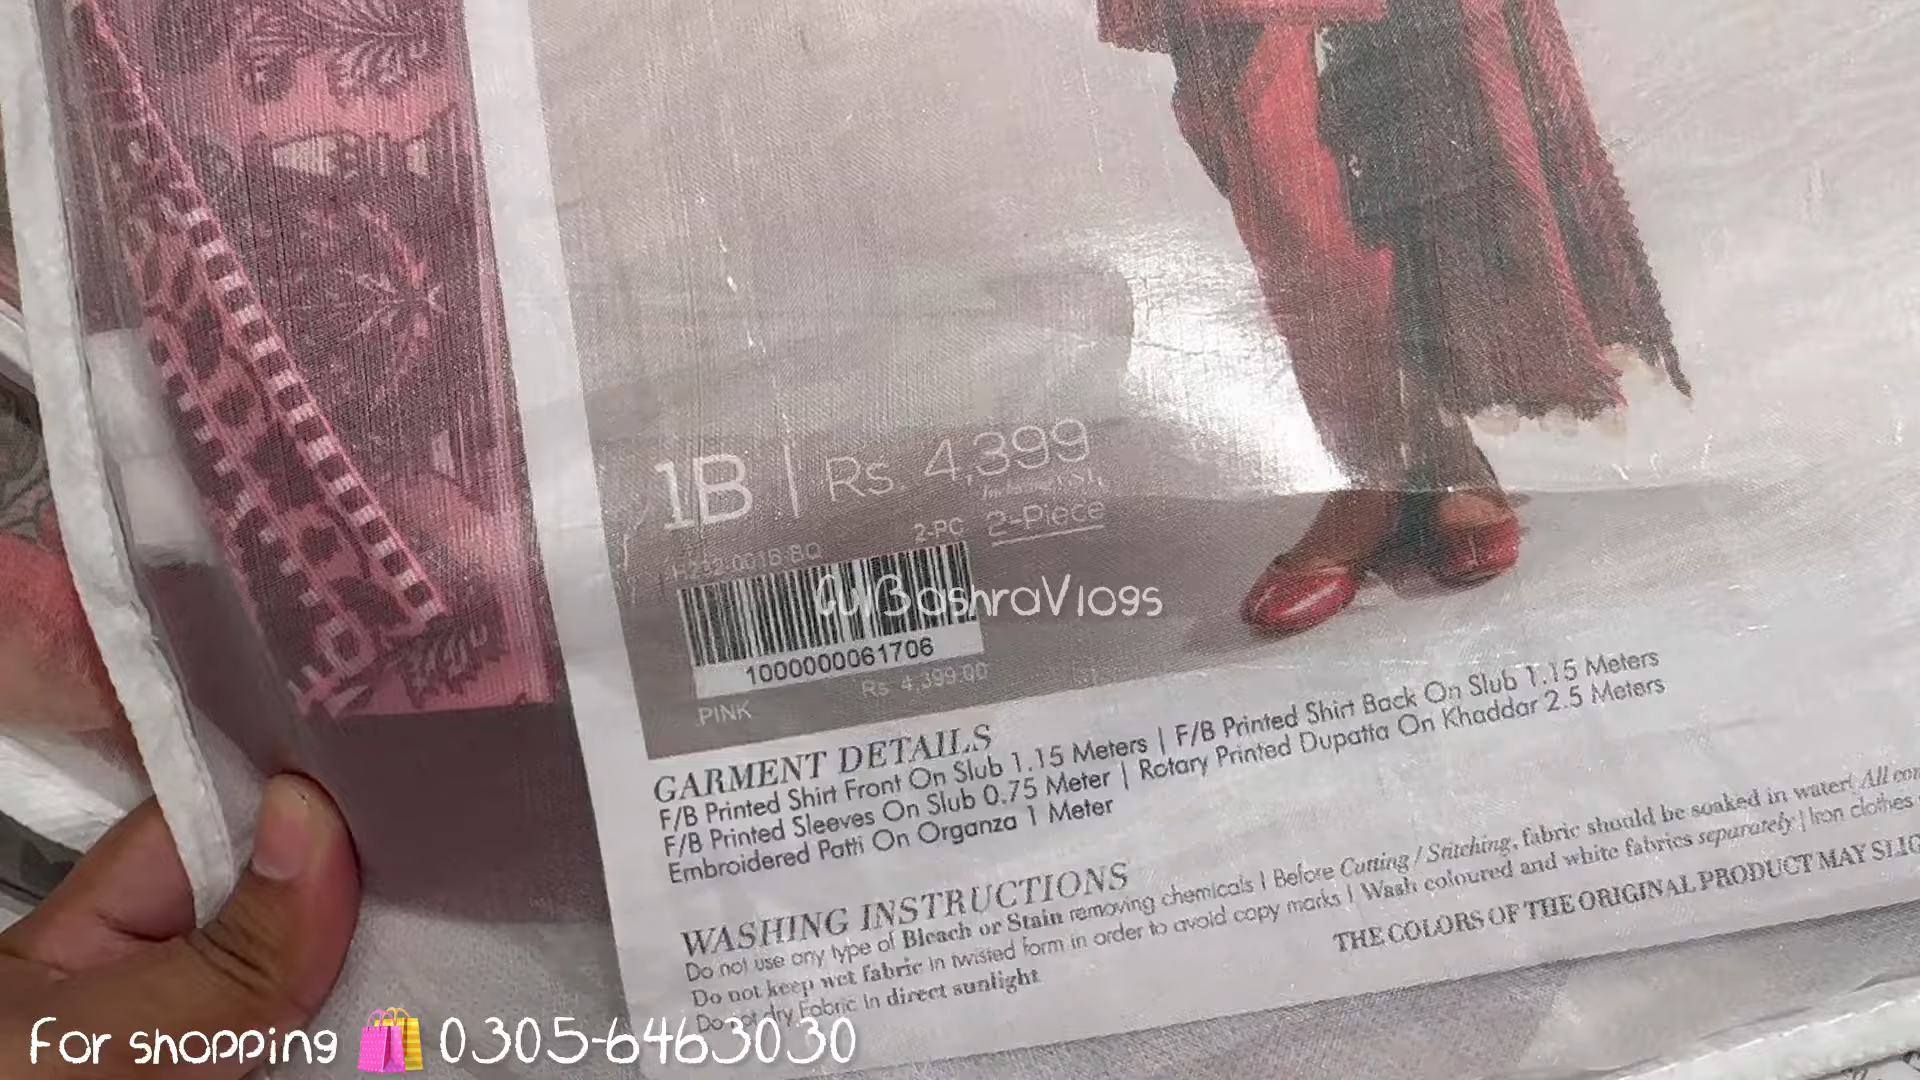 1B | Rs. 4,399
2-PC 2-Piece
1000000061706
Rs 4,399.00
PINK
GujBashraVlogs
GARMENT DETAILS
F/B Printed Shirt Front On Slub 1.15 Meters | F/B Printed Shirt Back On Slub 1.15 Meters
F/B Printed Sleeves On Slub 0.75 Meter | Rotary Printed Dupatta On Khaddar 2.5 Meters
Embroidered Patti On Organza 1 Meter
WASHING INSTRUCTIONS
Do not use any type of Bleach or Stain removing chemicals | Before Cutting / Stitching, fabric should be soaked in water! All
Do not keep wet fabric in twisted form in order to avoid copy marks | Wash coloured and white fabrics separately | Iron clothes
Do not dry Fabric in direct sunlight
THE COLORS OF THE ORIGINAL PRODUCT MAY
For shopping 🛍️ 0305-6463030